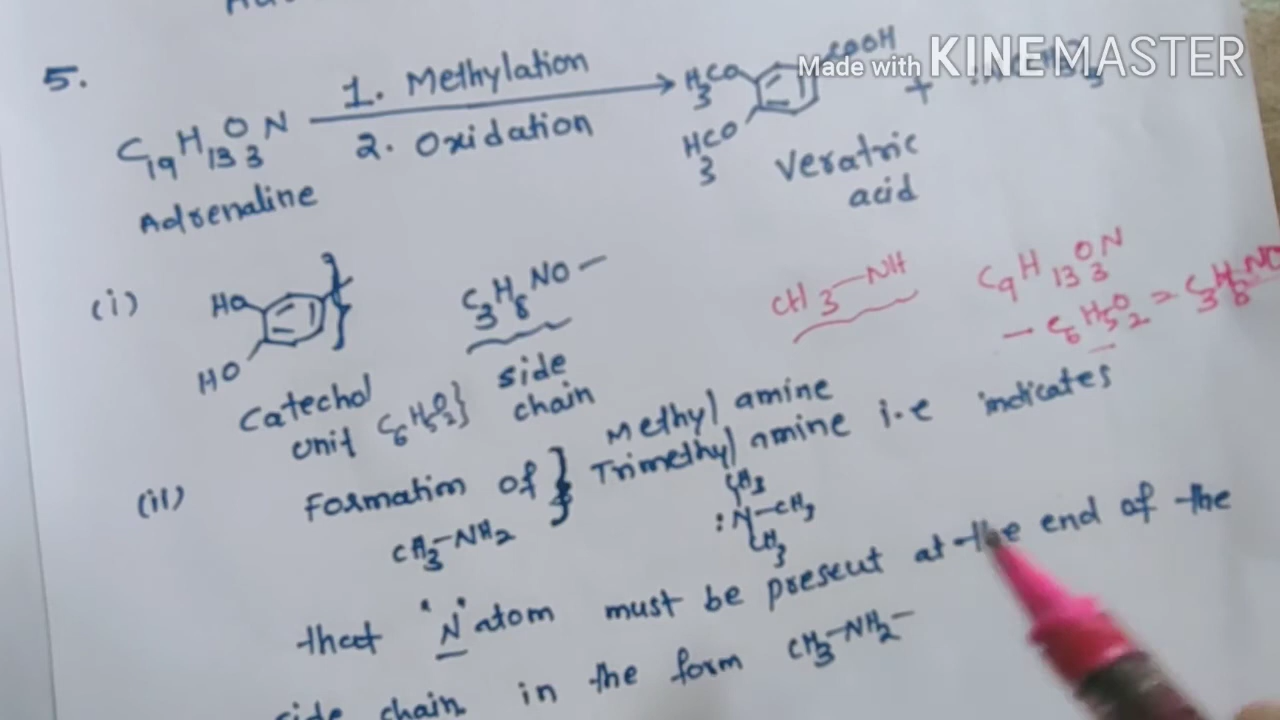 Made with KINEMASTER
5.
1. Methylation
2. Oxidation
C19H13O3N
Adrenaline
H3CO
COOH
+ :N(CH3)3
H3CO
Veratric
acid
(i)
HO
HO
Catechol
unit C6H5O2}
C3H8NO —
side
chain
CH3—NH
C9H13O3N
— C6H5O2 = C3H8NO
(ii)
Formation of } Methyl amine
Trimethyl amine i.e indicates
CH3-NH2
:N-CH3
CH3
CH3
that "N" atom must be present at the end of the
side chain in the form CH3-NH2-